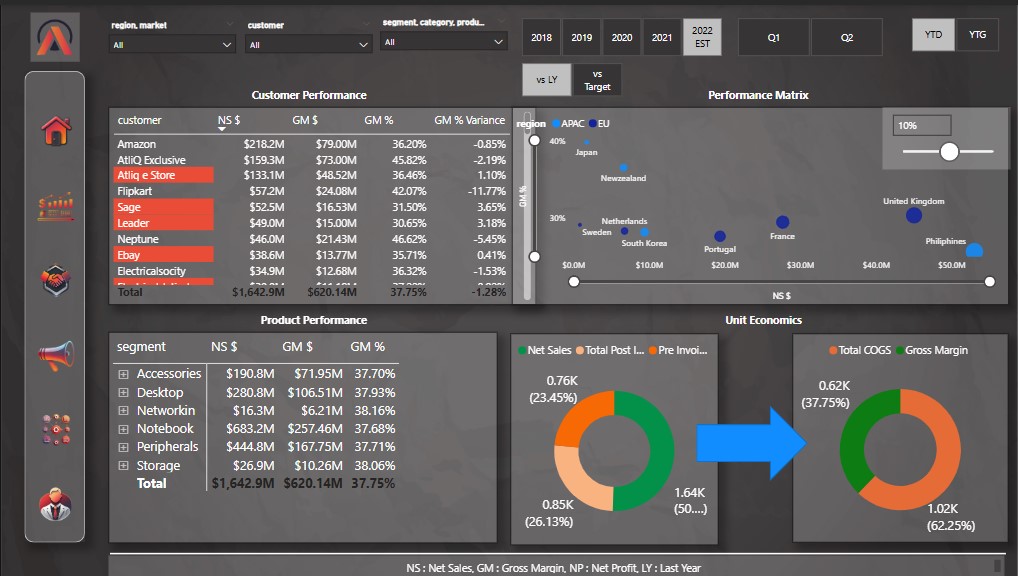 region, market
customer
segment, category, produ...
All
All
All
2018
2019
2020
2021
2022
EST
Q1
Q2
YTD
YTG
vs LY
vs
Target
Customer Performance
customer NS $ GM $ GM % GM % Variance
Amazon $218.2M $79.00M 36.20% -0.85%
AtliQ Exclusive $159.3M $73.00M 45.82% -2.19%
Atliq e Store $133.1M $48.52M 36.46% 1.10%
Flipkart $57.2M $24.08M 42.07% -11.77%
Sage $52.5M $16.53M 31.50% 3.65%
Leader $49.0M $15.00M 30.65% 3.18%
Neptune $46.0M $21.43M 46.62% -5.45%
Ebay $38.6M $13.77M 35.71% 0.41%
Electricalsocity $34.9M $12.68M 36.32% -1.53%
Total $1,642.9M $620.14M 37.75% -1.28%
Performance Matrix
region APAC EU
10%
GM %
40%
30%
Japan
Newzealand
United Kingdom
Netherlands
Sweden
South Korea
Portugal
France
Philiphines
$0.0M $10.0M $20.0M $30.0M $40.0M $50.0M
NS $
Product Performance
segment NS $ GM $ GM %
Accessories $190.8M $71.95M 37.70%
Desktop $280.8M $106.51M 37.93%
Networkin $16.3M $6.21M 38.16%
Notebook $683.2M $257.46M 37.68%
Peripherals $444.8M $167.75M 37.71%
Storage $26.9M $10.26M 38.06%
Total $1,642.9M $620.14M 37.75%
Unit Economics
Net Sales Total Post I... Pre Invoi...
0.76K
(23.45%)
0.85K
(26.13%)
1.64K
(50....)
Total COGS Gross Margin
0.62K
(37.75%)
1.02K
(62.25%)
NS : Net Sales, GM : Gross Margin, NP : Net Profit, LY : Last Year